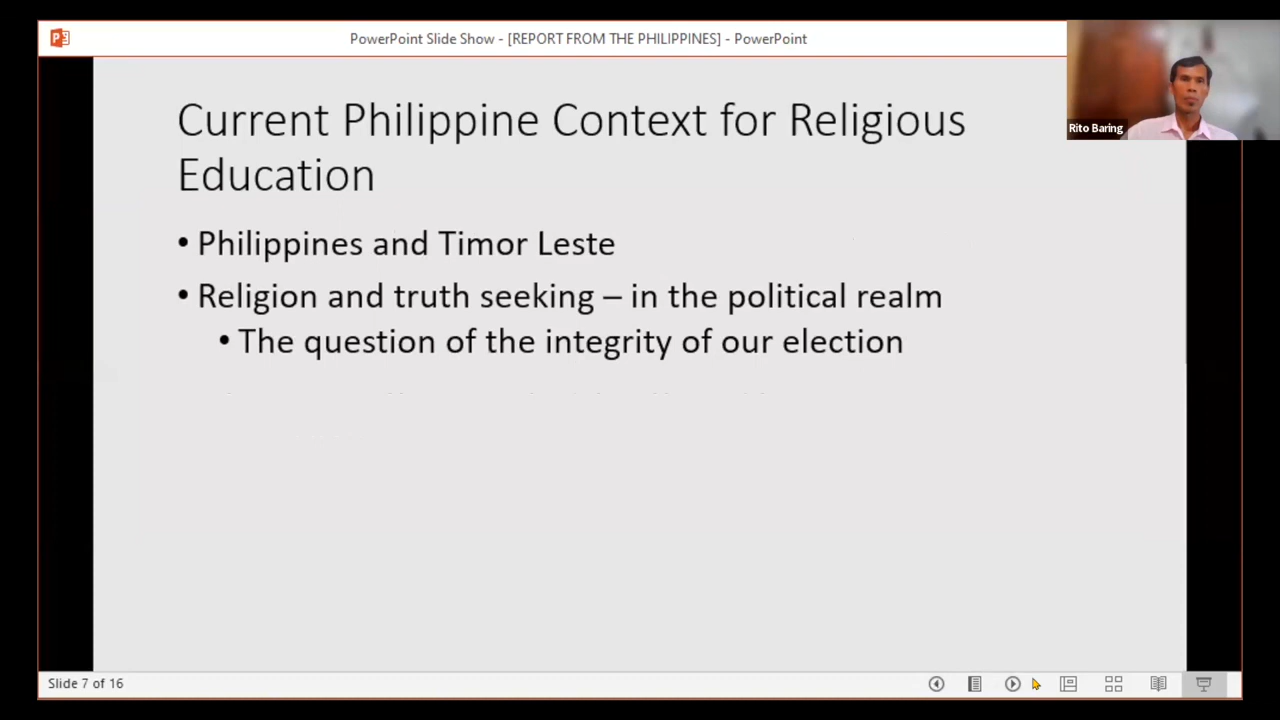 PowerPoint Slide Show - [REPORT FROM THE PHILIPPINES] - PowerPoint
Rito Baring
Current Philippine Context for Religious
Education
• Philippines and Timor Leste
• Religion and truth seeking – in the political realm
• The question of the integrity of our election
Slide 7 of 16